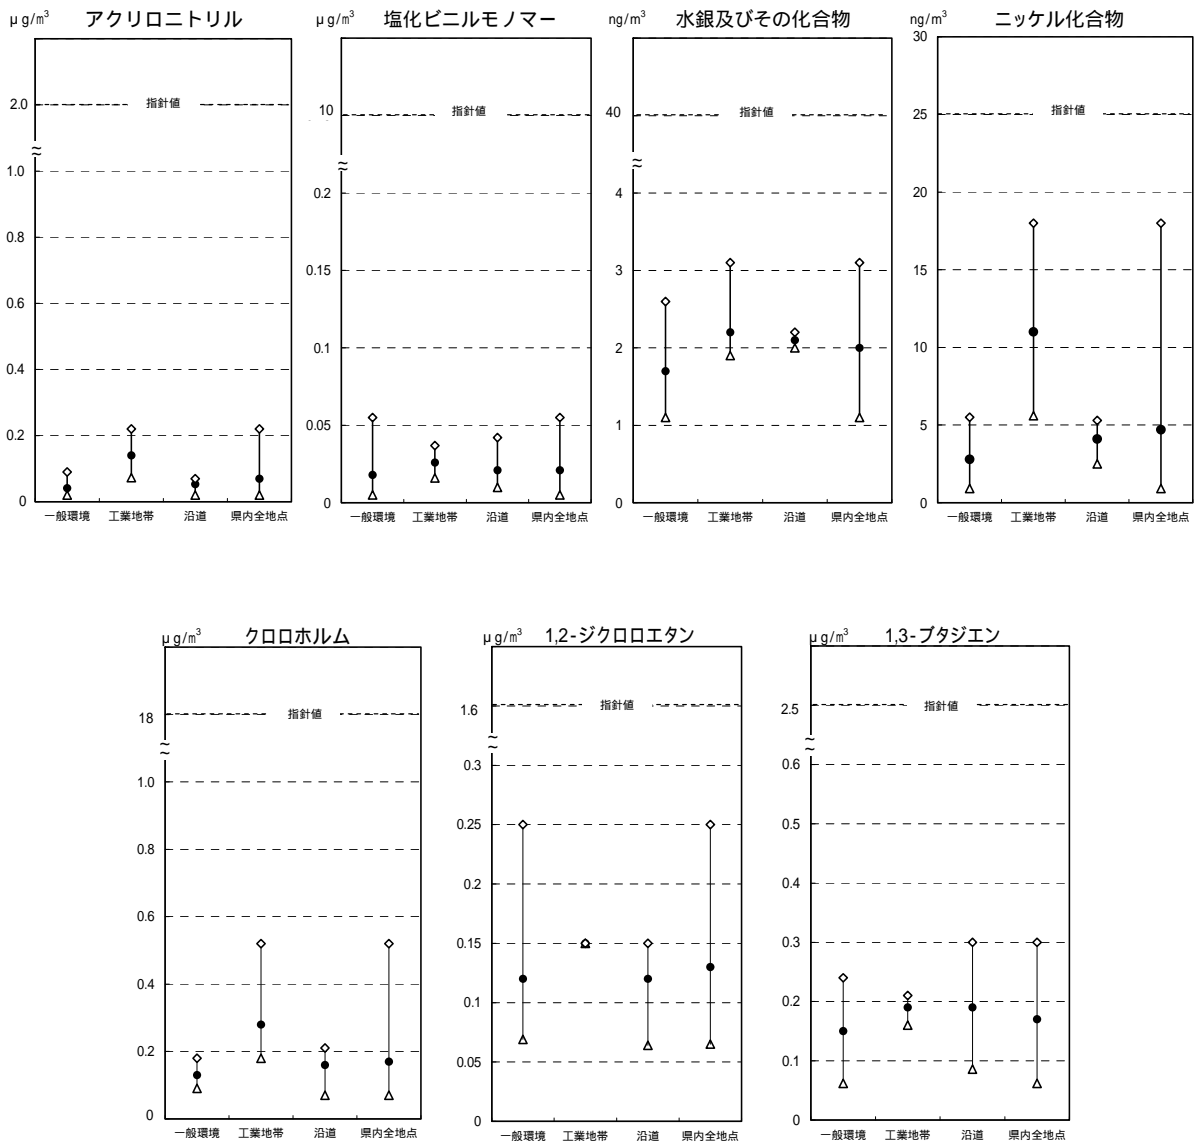 μg/m³ アクリロニトリル
2.0 指針値
≈
1.0
0.8
0.6
0.4
0.2
0
一般環境 工業地帯 沿道 県内全地点
μg/m³ 塩化ビニルモノマー
10 指針値
≈
0.2
0.15
0.1
0.05
0
一般環境 工業地帯 沿道 県内全地点
ng/m³ 水銀及びその化合物
40 指針値
≈
4
3
2
1
0
一般環境 工業地帯 沿道 県内全地点
ng/m³ ニッケル化合物
30
25 指針値
20
15
10
5
0
一般環境 工業地帯 沿道 県内全地点
μg/m³ クロロホルム
18 指針値
≈
1.0
0.8
0.6
0.4
0.2
0
一般環境 工業地帯 沿道 県内全地点
μg/m³ 1,2-ジクロロエタン
1.6 指針値
≈
0.3
0.25
0.2
0.15
0.1
0.05
0
一般環境 工業地帯 沿道 県内全地点
μg/m³ 1,3-ブタジエン
2.5 指針値
≈
0.6
0.5
0.4
0.3
0.2
0.1
0
一般環境 工業地帯 沿道 県内全地点